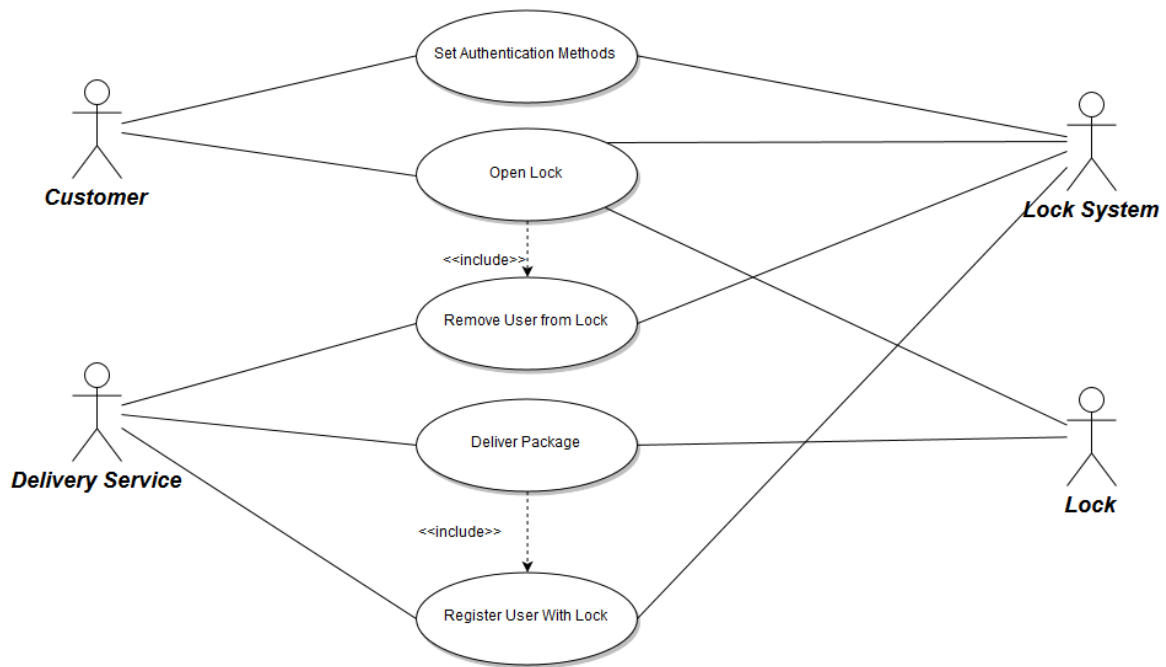 Set Authentication Methods
Customer
Open Lock
Lock System
<<include>>
Remove User from Lock
Delivery Service
Deliver Package
Lock
<<include>>
Register User With Lock